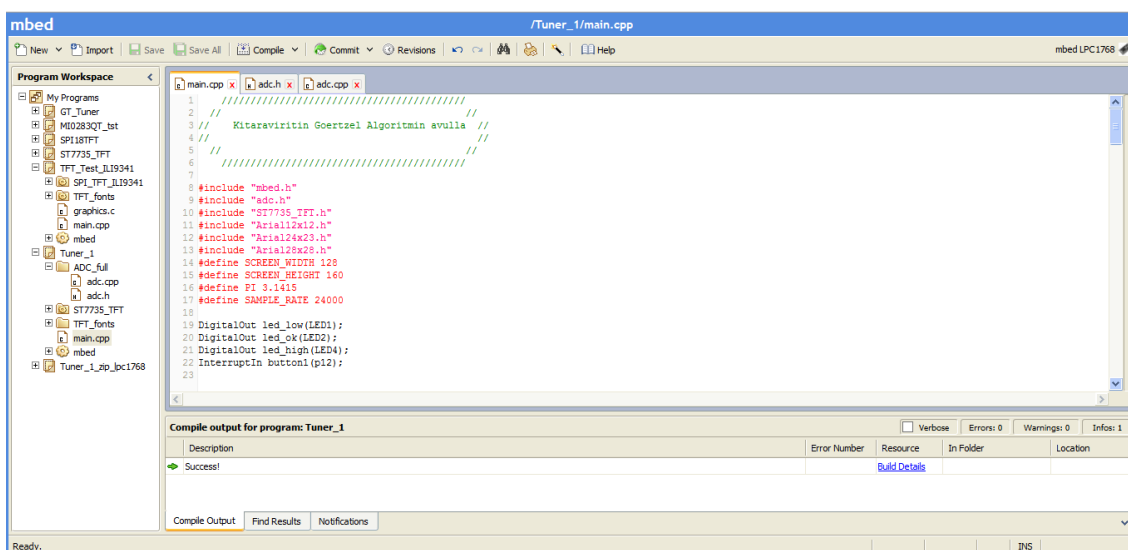 mbed
/Tuner_1/main.cpp
New Import Save Save All Compile Commit Revisions Help mbed LPC1768
Program Workspace <
My Programs
GT_Tuner
MI0283QT_tst
SPI18TFT
ST7735_TFT
TFT_Test_ILI9341
SPI_TFT_ILI9341
TFT_fonts
graphics.c
main.cpp
mbed
Tuner_1
ADC_full
adc.cpp
adc.h
ST7735_TFT
TFT_fonts
main.cpp
mbed
Tuner_1_zip_lpc1768
main.cpp x adc.h x adc.cpp x
1 //////////////////////////////////////////
2 // //
3 // Kitaraviritin Goertzel Algoritmin avulla //
4 // //
5 // //
6 //////////////////////////////////////////
7
8 #include "mbed.h"
9 #include "adc.h"
10 #include "ST7735_TFT.h"
11 #include "Arial12x12.h"
12 #include "Arial24x23.h"
13 #include "Arial28x28.h"
14 #define SCREEN_WIDTH 128
15 #define SCREEN_HEIGHT 160
16 #define PI 3.1415
17 #define SAMPLE_RATE 24000
18
19 DigitalOut led_low(LED1);
20 DigitalOut led_ok(LED2);
21 DigitalOut led_high(LED4);
22 InterruptIn button1(p12);
23
Compile output for program: Tuner_1 Verbose Errors: 0 Warnings: 0 Infos: 1
Description Error Number Resource In Folder Location
Success! Build Details
Compile Output Find Results Notifications
Ready. INS